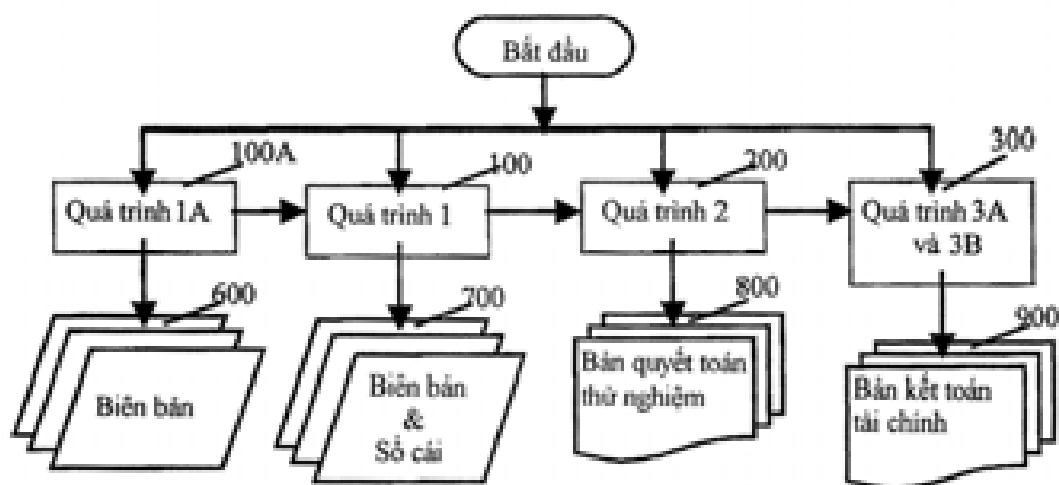 Bắt đầu
100A
100
200
300
Quá trình 1A
Quá trình 1
Quá trình 2
Quá trình 3A
và 3B
600
700
800
900
Biên bản
Biên bản
&
Sổ cái
Bản quyết toán
thử nghiệm
Bản kết toán
tài chính